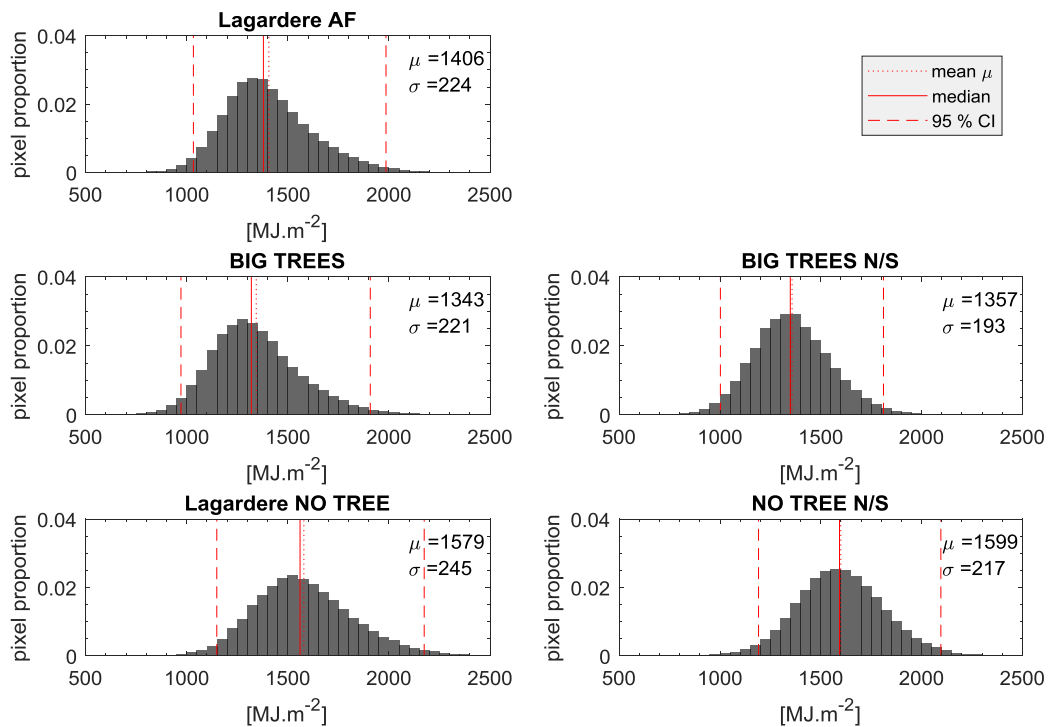 Lagardere AF
0.04
0.02
0
pixel proportion
μ =1406
σ =224
500 1000 1500 2000 2500
[MJ.m-2]
mean μ
median
95 % CI
BIG TREES
0.04
0.02
0
pixel proportion
μ =1343
σ =221
500 1000 1500 2000 2500
[MJ.m-2]
BIG TREES N/S
0.04
0.02
0
pixel proportion
μ =1357
σ =193
500 1000 1500 2000 2500
[MJ.m-2]
Lagardere NO TREE
0.04
0.02
0
pixel proportion
μ =1579
σ =245
500 1000 1500 2000 2500
[MJ.m-2]
NO TREE N/S
0.04
0.02
0
pixel proportion
μ =1599
σ =217
500 1000 1500 2000 2500
[MJ.m-2]